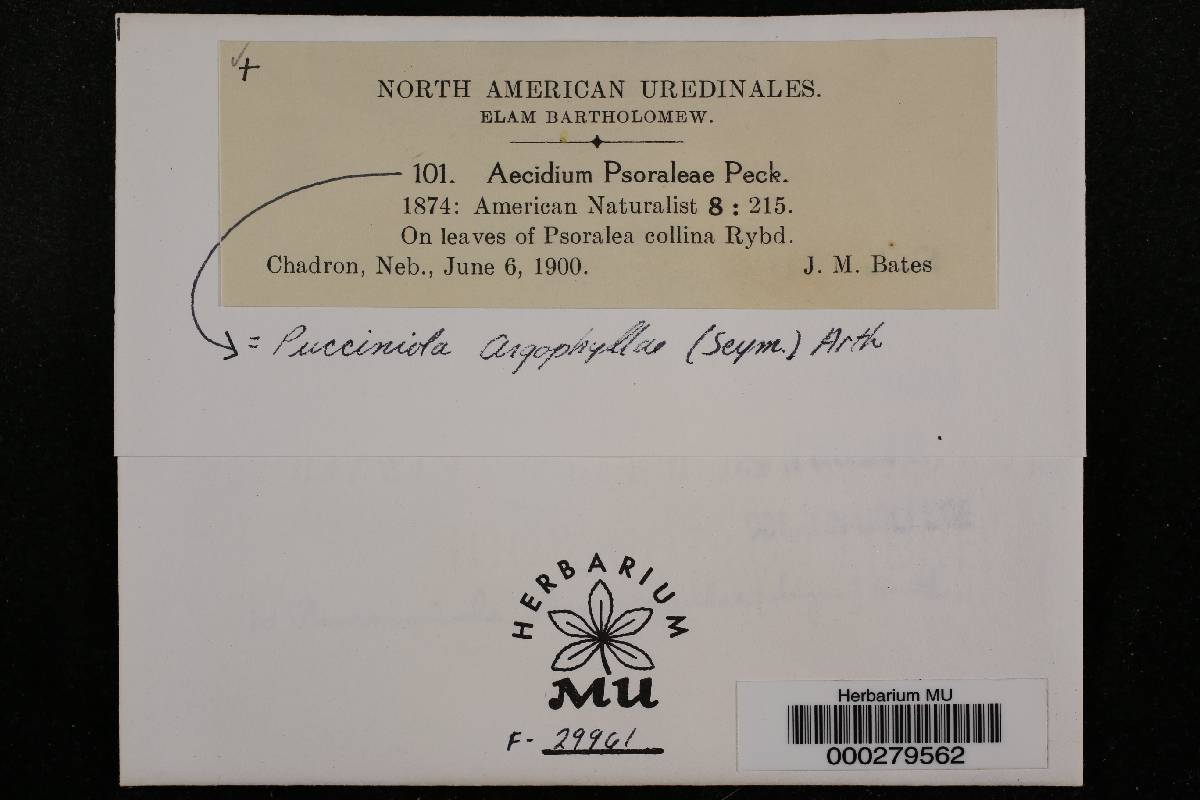 NORTH AMERICAN UREDINALES.
ELAM BARTHOLOMEW.
101. Aecidium Psoraleae Peck.
1874: American Naturalist 8 : 215.
On leaves of Psoralea collina Rybd.
Chadron, Neb., June 6, 1900. J. M. Bates
= Pucciniola argophyllae (Seym.) Arth
HERBARIUM
MU
F- 29961
Herbarium MU
000279562